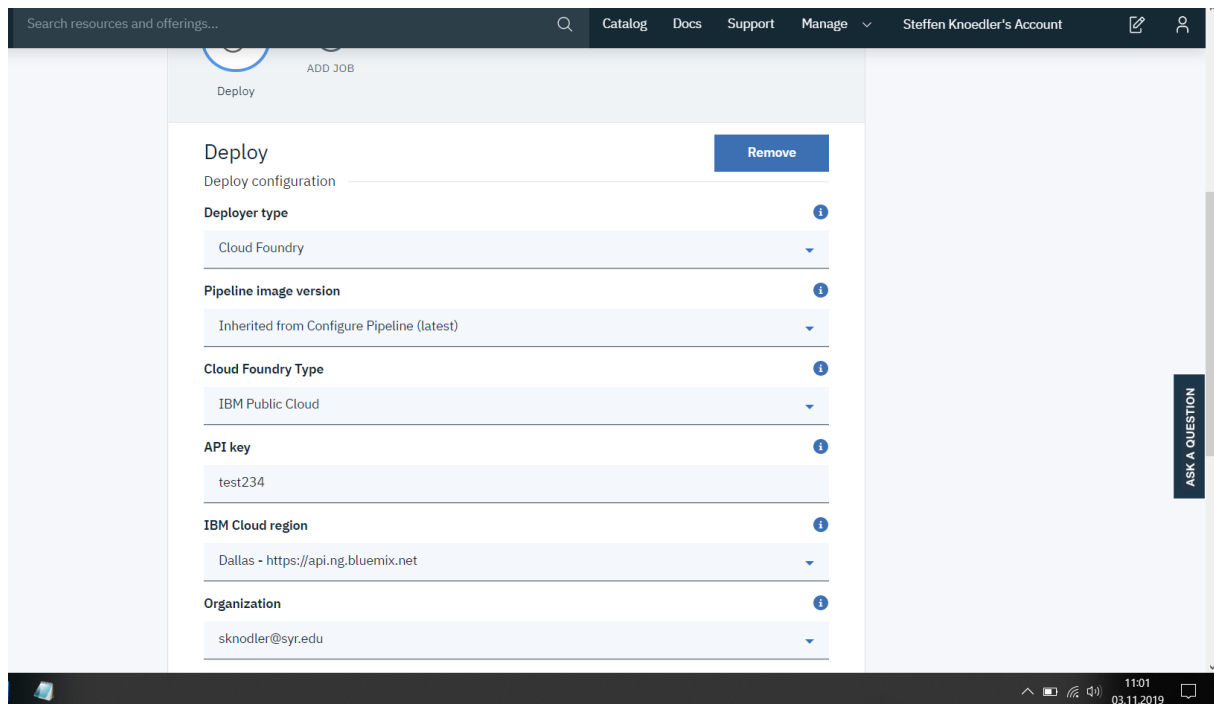 Search resources and offerings...
Catalog Docs Support Manage Steffen Knoedler's Account
ADD JOB
Deploy
Deploy
Remove
Deploy configuration
Deployer type
Cloud Foundry
Pipeline image version
Inherited from Configure Pipeline (latest)
Cloud Foundry Type
IBM Public Cloud
API key
test234
IBM Cloud region
Dallas - https://api.ng.bluemix.net
Organization
sknodler@syr.edu
ASK A QUESTION
11:01
03.11.2019